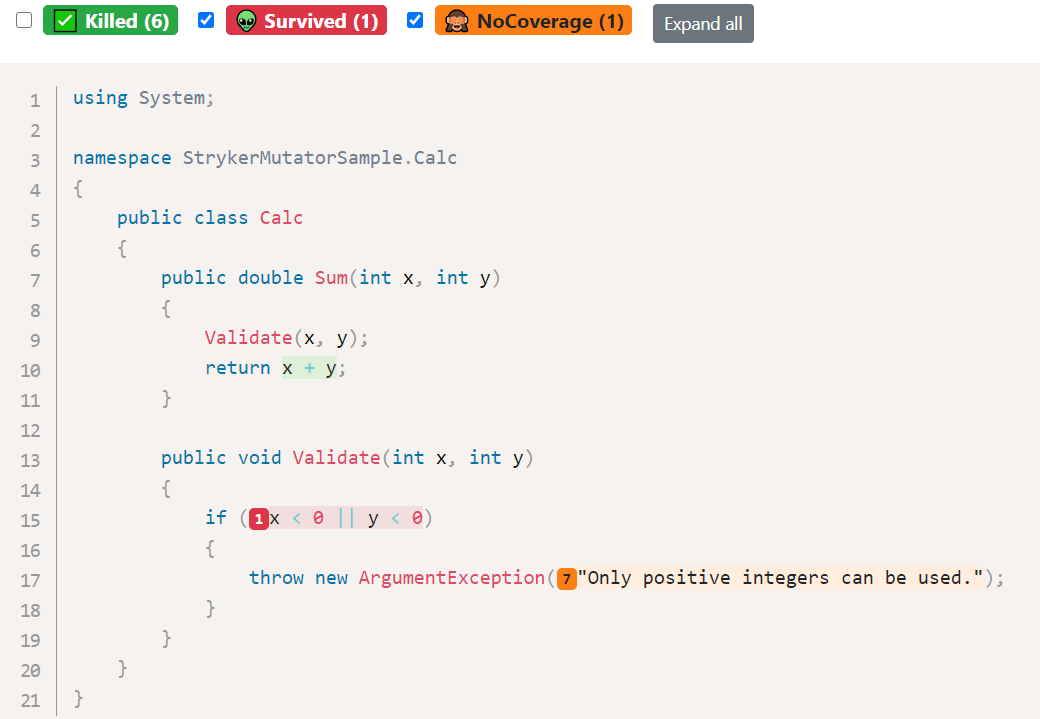 Killed (6) Survived (1) NoCoverage (1) Expand all
1 using System;
2
3 namespace StrykerMutatorSample.Calc
4 {
5 public class Calc
6 {
7 public double Sum(int x, int y)
8 {
9 Validate(x, y);
10 return x + y;
11 }
12
13 public void Validate(int x, int y)
14 {
15 if (1x < 0 || y < 0)
16 {
17 throw new ArgumentException(7"Only positive integers can be used.");
18 }
19 }
20 }
21 }